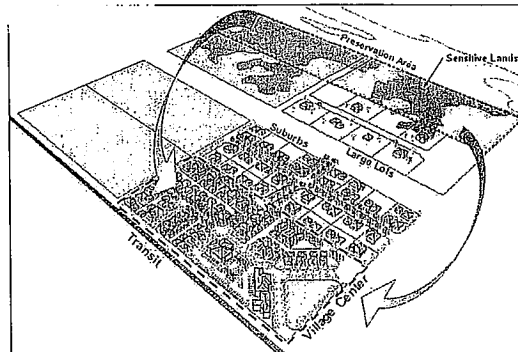 Preservation Area
Sensitive Lands
Suburbs
Large Lots
Transit
Village Center